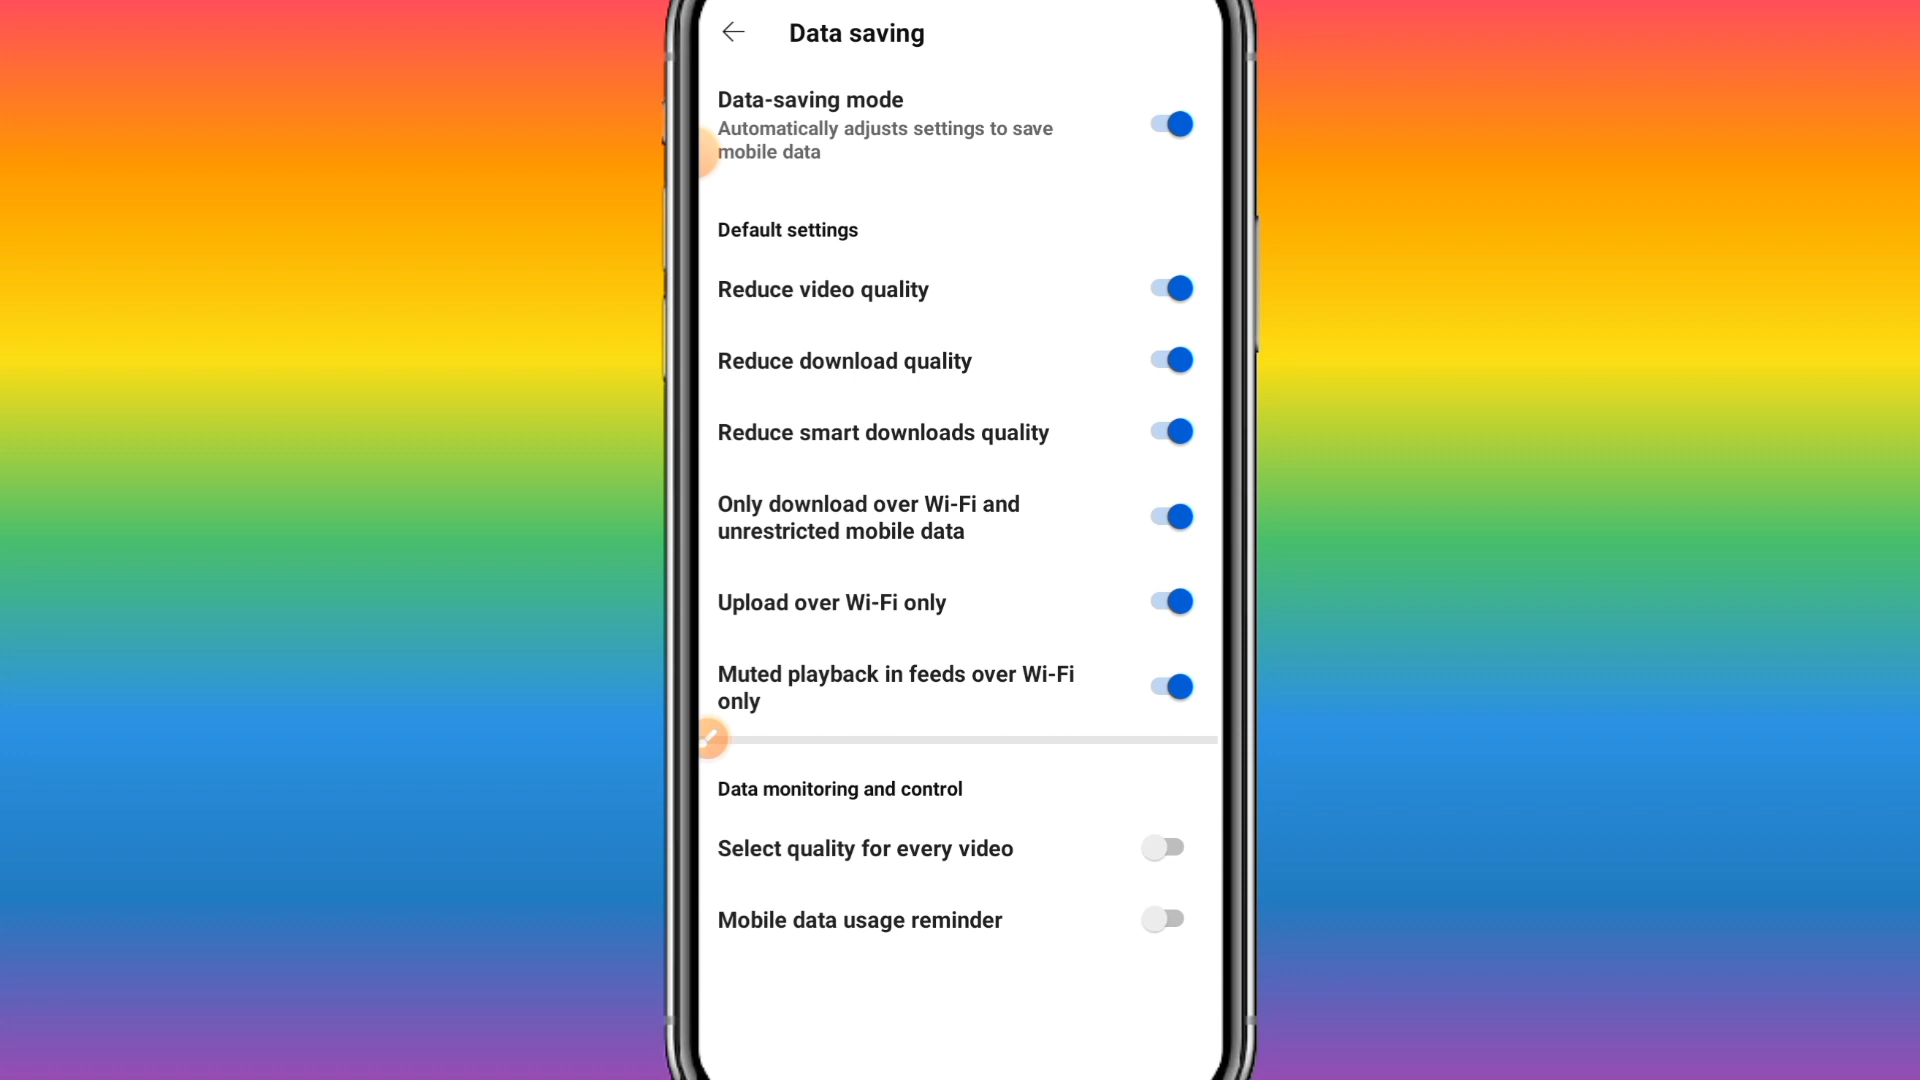 Data saving
Data-saving mode
Automatically adjusts settings to save
mobile data
Default settings
Reduce video quality
Reduce download quality
Reduce smart downloads quality
Only download over Wi-Fi and
unrestricted mobile data
Upload over Wi-Fi only
Muted playback in feeds over Wi-Fi
only
Data monitoring and control
Select quality for every video
Mobile data usage reminder